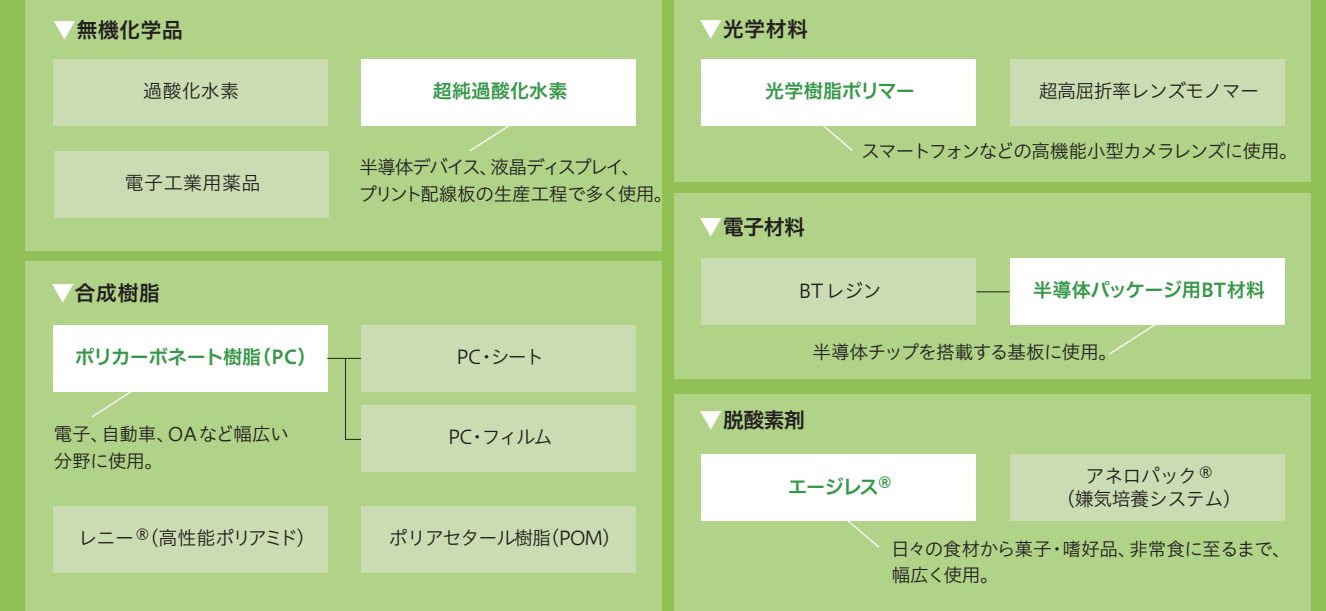 ▼無機化学品
過酸化水素
超純過酸化水素
電子工業用薬品
半導体デバイス、液晶ディスプレイ、
プリント配線板の生産工程で多く使用。
▼合成樹脂
ポリカーボネート樹脂(PC)
PC・シート
PC・フィルム
電子、自動車、OAなど幅広い
分野に使用。
レニー®(高性能ポリアミド)
ポリアセタール樹脂(POM)
▼光学材料
光学樹脂ポリマー
超高屈折率レンズモノマー
スマートフォンなどの高機能小型カメラレンズに使用。
▼電子材料
BTレジン
半導体パッケージ用BT材料
半導体チップを搭載する基板に使用。
▼脱酸素剤
エージレス®
アネロパック®
(嫌気培養システム)
日々の食材から菓子・嗜好品、非常食に至るまで、
幅広く使用。